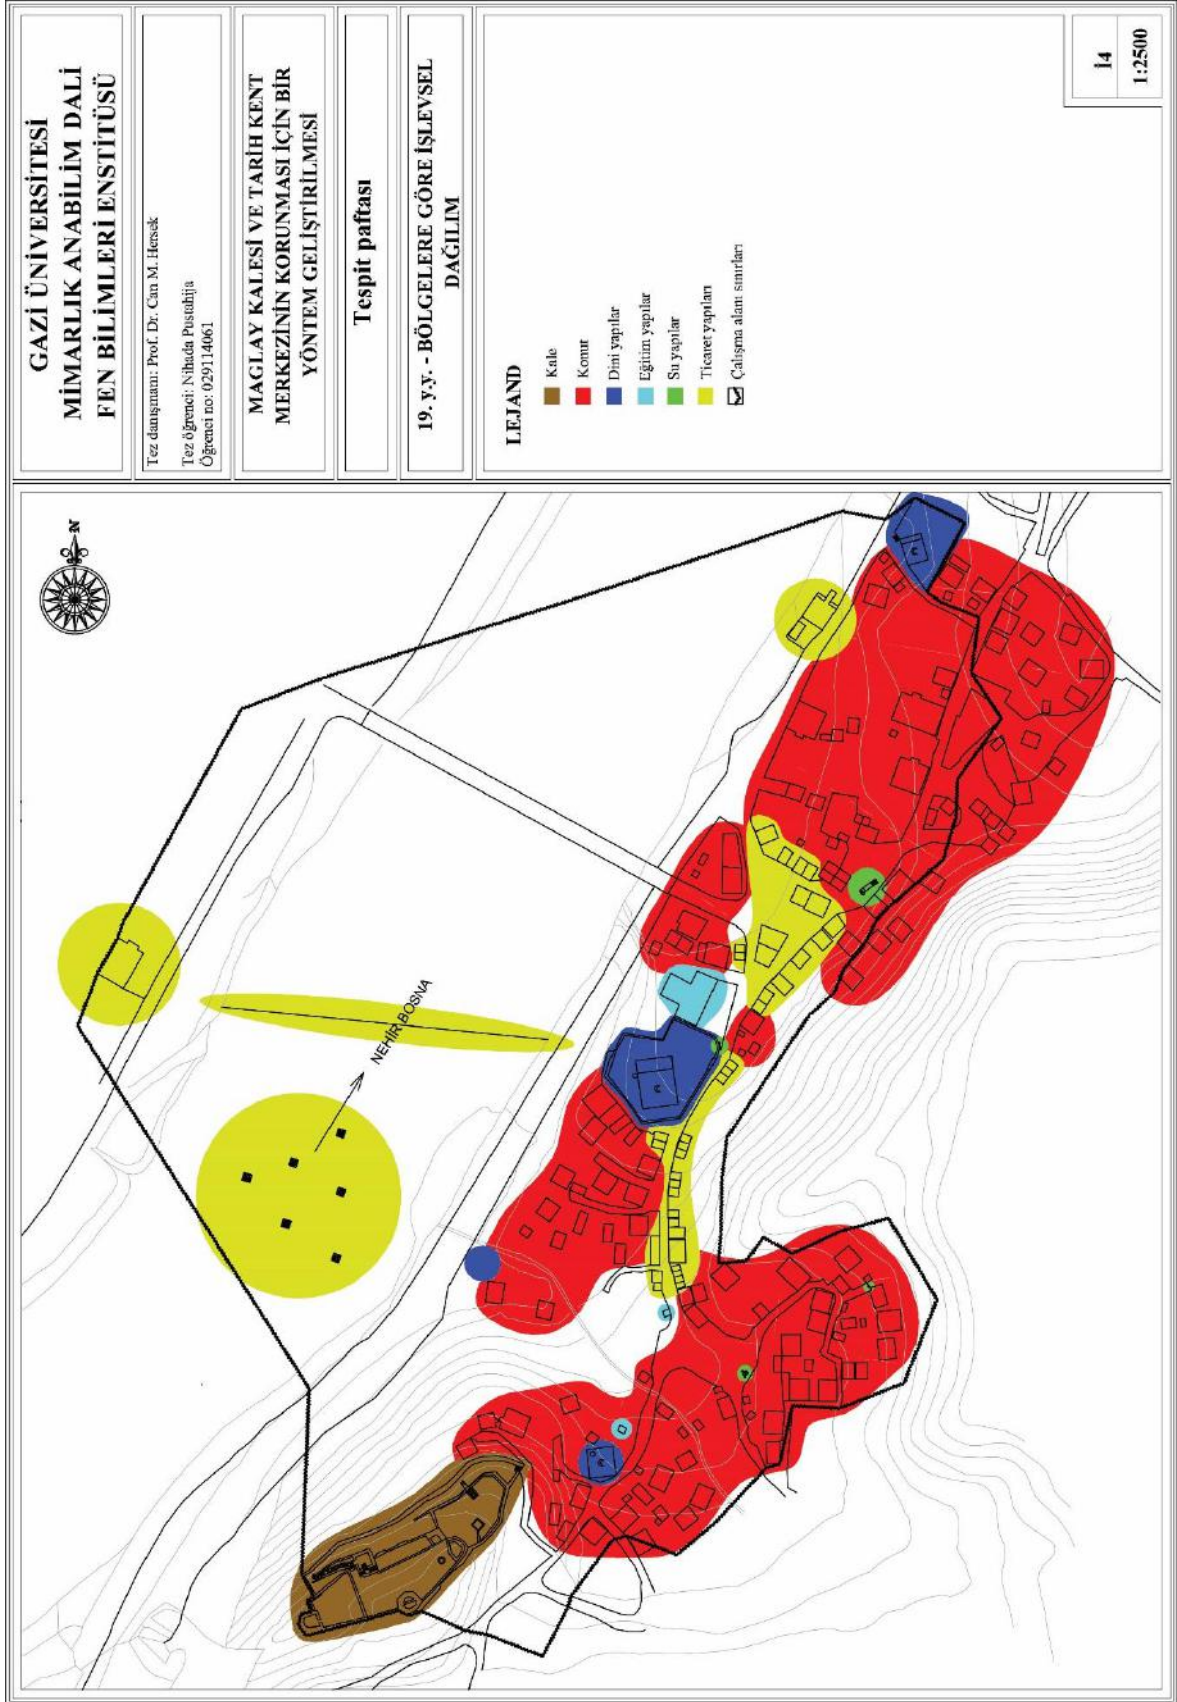 GAZİ ÜNİVERSİTESİ
MİMARLIK ANABİLİM DALİ
FEN BİLİMLERİ ENSTİTÜSÜ
Tez danışmanı: Prof. Dr. Can M. Hersek
Tez öğrenci: Nihada Pustahija
Öğrenci no: 029114061
MAGLAY KALESİ VE TARİH KENT
MERKEZİNİN KORUNMASI İÇİN BİR
YÖNTEM GELİŞTİRİLMESİ
Tespit paftası
19. y.y. - BÖLGELERE GÖRE İŞLEVSEL
DAĞILIM
LEJAND
Kale
Konut
Dini yapılar
Eğitim yapılar
Su yapılar
Ticaret yapıları
Çalışma alanı sınırları
İ4
1:2500
N
NEHİR BOSNA